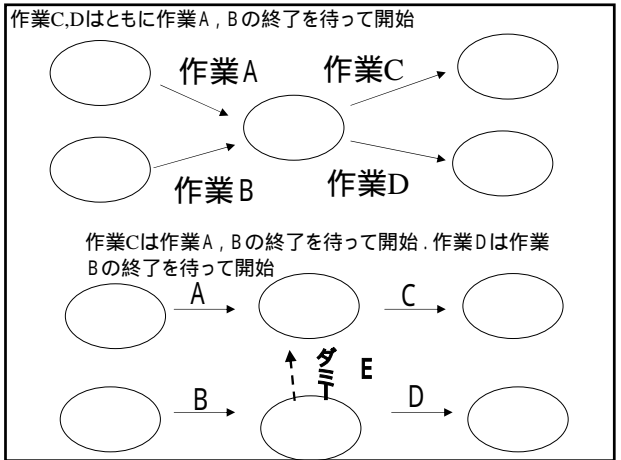 作業C,Dはともに作業A，Bの終了を待って開始
作業A
作業C
作業B
作業D
作業Cは作業A，Bの終了を待って開始．作業Dは作業
Bの終了を待って開始
A
C
ダミー
E
B
D